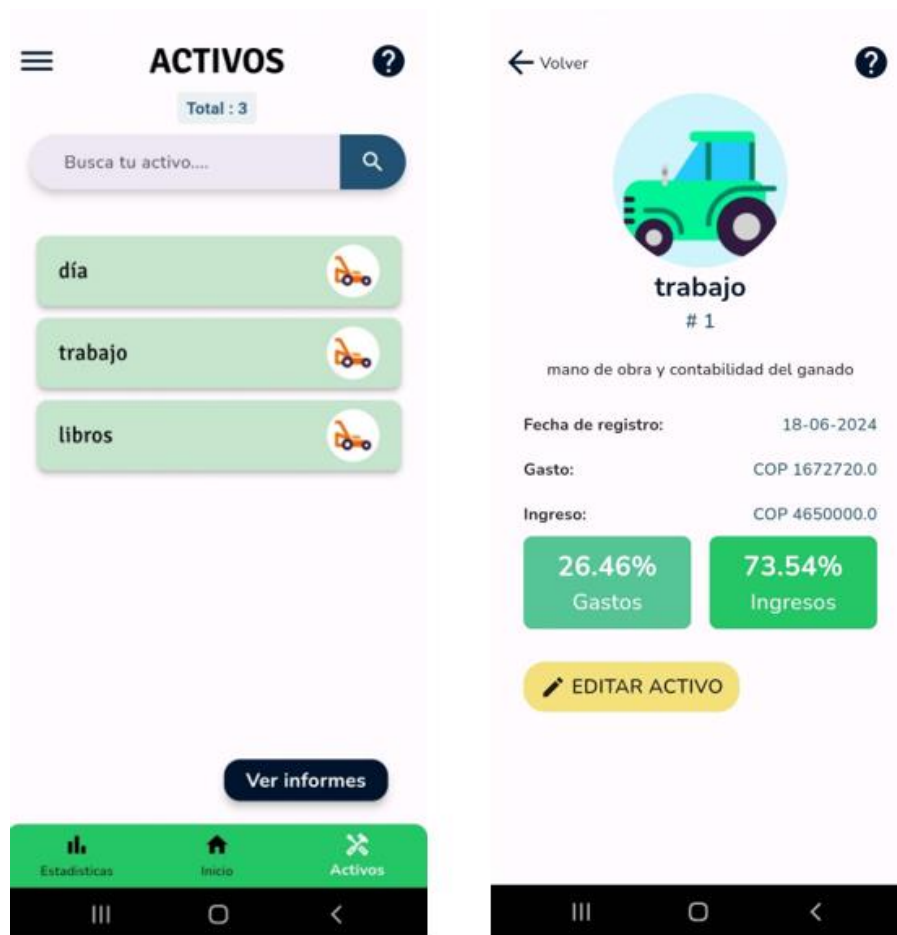 ACTIVOS
Total : 3
Busca tu activo....
día
trabajo
libros
Ver informes
Estadisticas
Inicio
Activos
Volver
trabajo
# 1
mano de obra y contabilidad del ganado
Fecha de registro: 18-06-2024
Gasto: COP 1672720.0
Ingreso: COP 4650000.0
26.46%
Gastos
73.54%
Ingresos
EDITAR ACTIVO